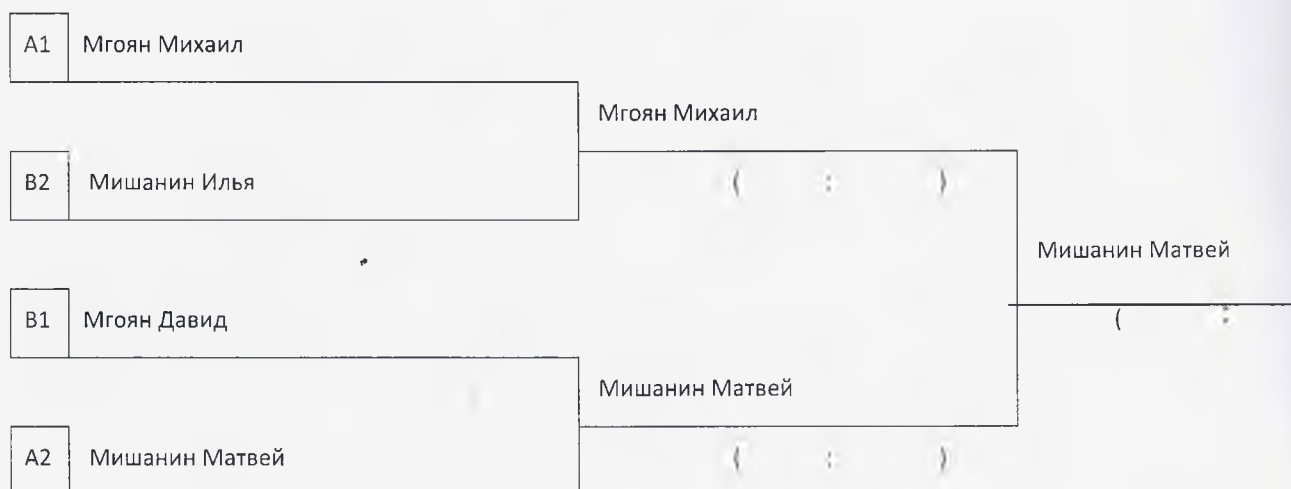 A1 Мгоян Михаил
Мгоян Михаил
B2 Мишанин Илья
( : )
Мишанин Матвей
B1 Мгоян Давид
( :
Мишанин Матвей
A2 Мишанин Матвей
( : )